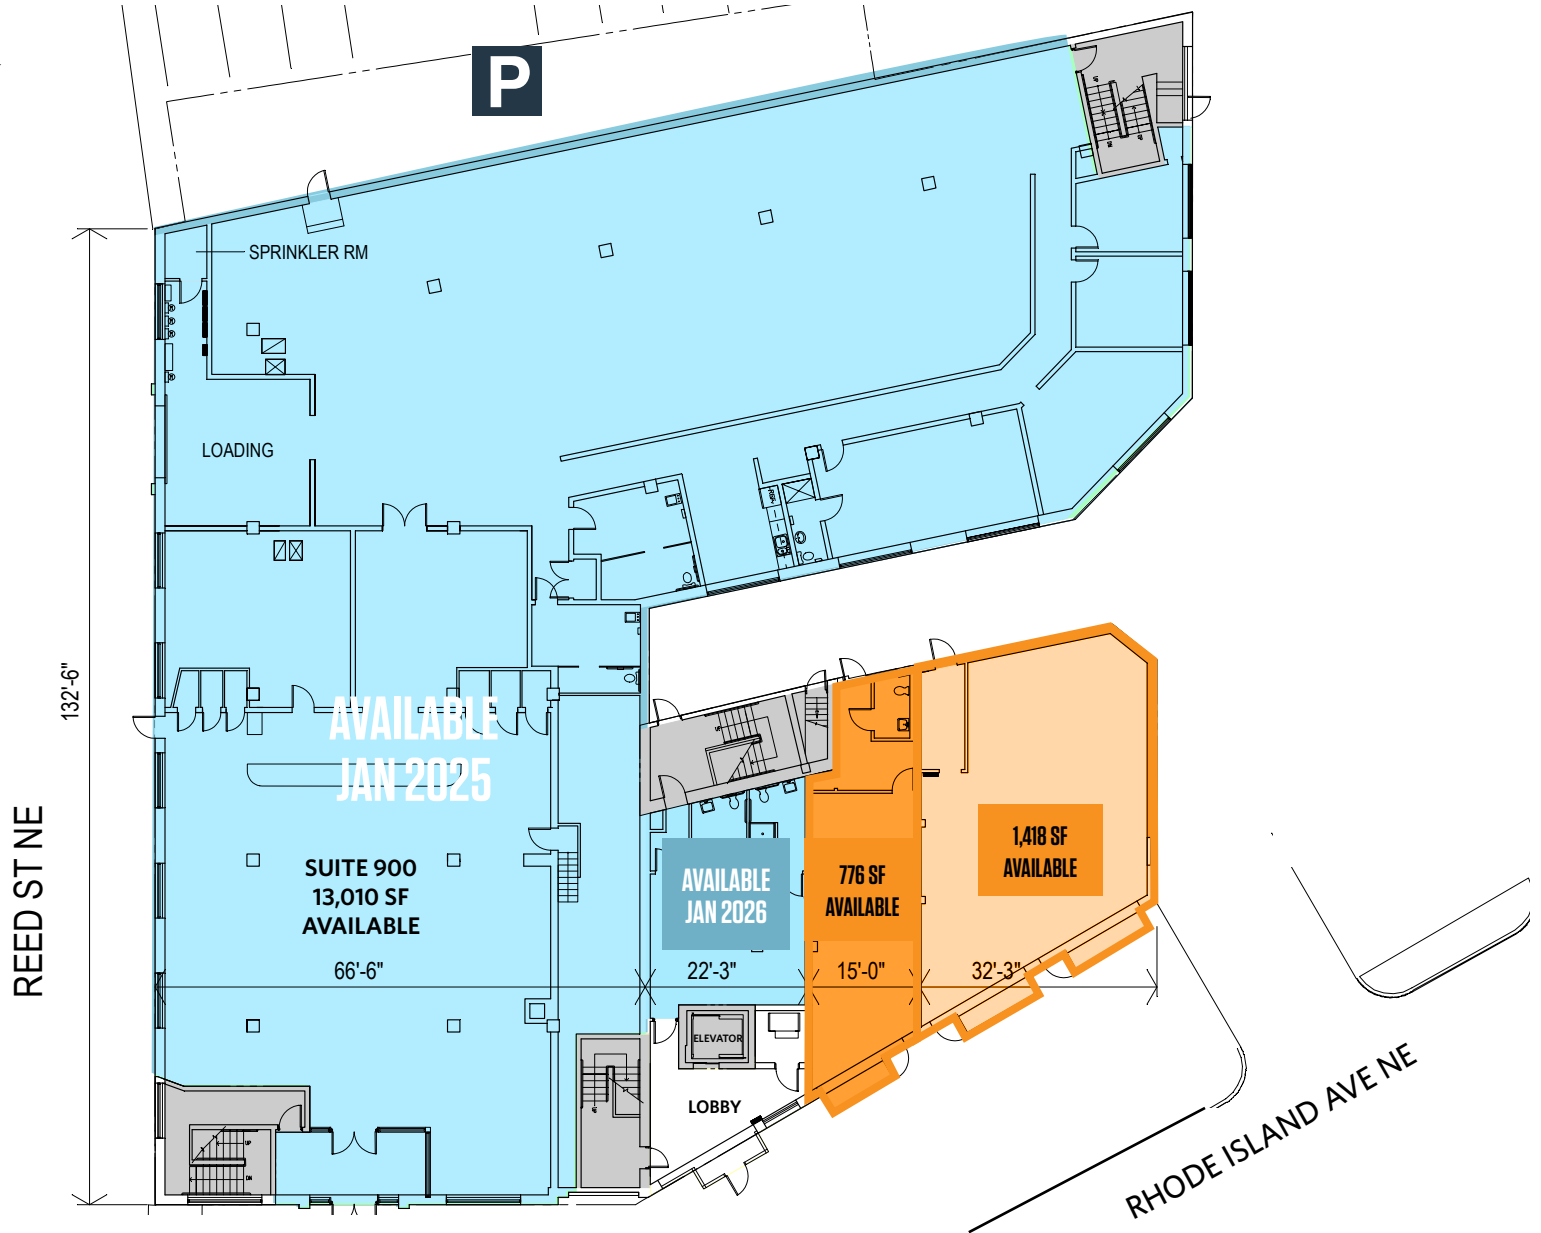 P
SPRINKLER RM
LOADING
132'-6"
REED ST NE
AVAILABLE
JAN 2025
SUITE 900
13,010 SF
AVAILABLE
AVAILABLE
JAN 2026
776 SF
AVAILABLE
1,418 SF
AVAILABLE
66'-6"
22'-3"
15'-0"
32'-3"
ELEVATOR
LOBBY
UP
DN
RHODE ISLAND AVE NE